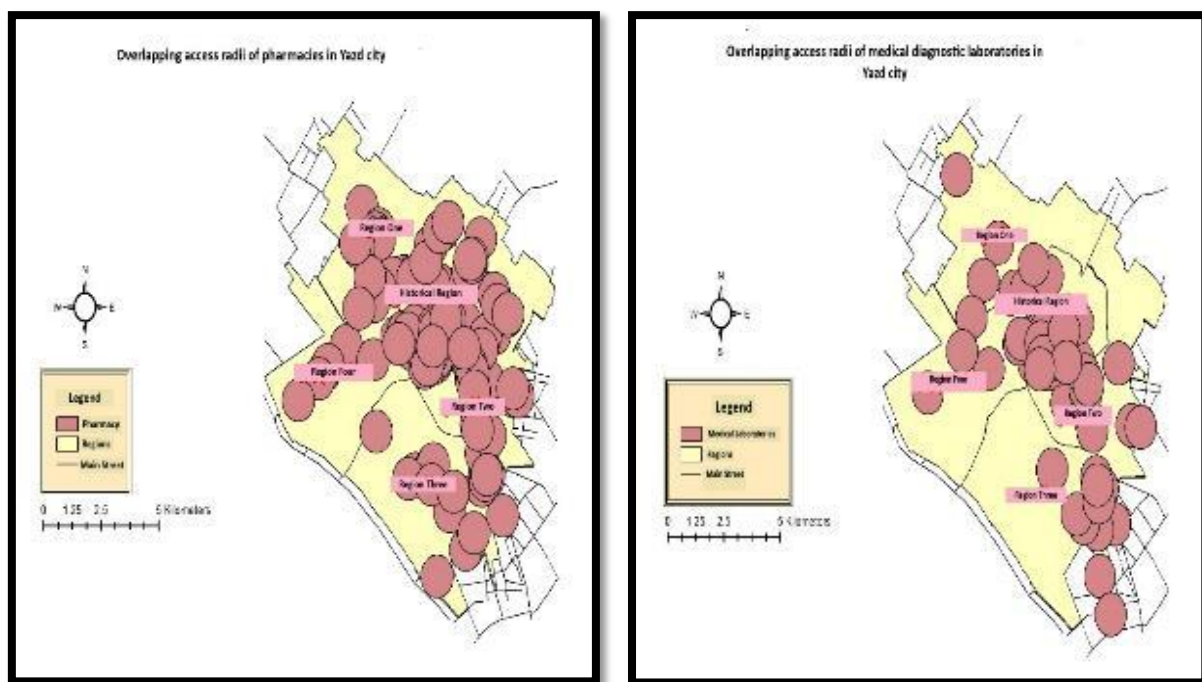 Overlapping access radii of pharmacies in Yazd city
Region One
Historical Region
Region Four
Region Two
Region Three
N
W
E
S
Legend
Pharmacy
Regions
Main Street
0 1.25 2.5 5 Kilometers
Overlapping access radii of medical diagnostic laboratories in
Yazd city
Region One
Historical Region
Region Four
Region Two
Region Three
N
W
E
S
Legend
Medical laboratories
Regions
Main Street
0 1.25 2.5 5 Kilometers